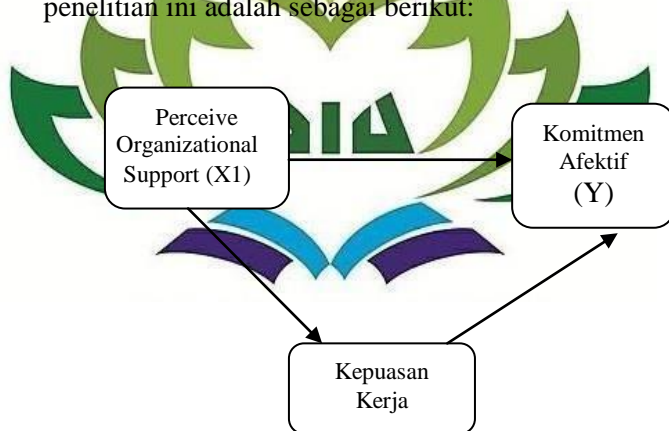 penelitian ini adalah sebagai berikut:
Perceive
Organizational
Support (X1)
Komitmen
Afektif
(Y)
Kepuasan
Kerja